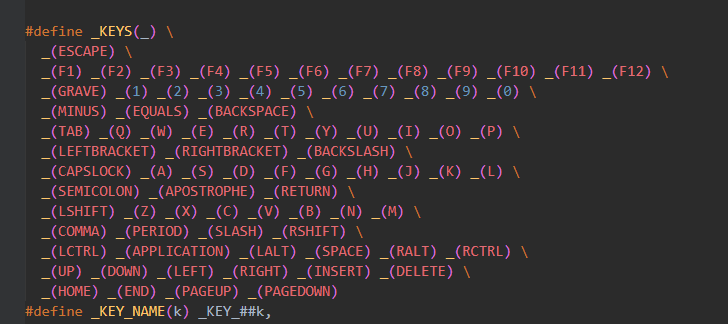 #define _KEYS(_) \
_(ESCAPE) \
_(F1) _(F2) _(F3) _(F4) _(F5) _(F6) _(F7) _(F8) _(F9) _(F10) _(F11) _(F12) \
_(GRAVE) _(1) _(2) _(3) _(4) _(5) _(6) _(7) _(8) _(9) _(0) \
_(MINUS) _(EQUALS) _(BACKSPACE) \
_(TAB) _(Q) _(W) _(E) _(R) _(T) _(Y) _(U) _(I) _(O) _(P) \
_(LEFTBRACKET) _(RIGHTBRACKET) _(BACKSLASH) \
_(CAPSLOCK) _(A) _(S) _(D) _(F) _(G) _(H) _(J) _(K) _(L) \
_(SEMICOLON) _(APOSTROPHE) _(RETURN) \
_(LSHIFT) _(Z) _(X) _(C) _(V) _(B) _(N) _(M) \
_(COMMA) _(PERIOD) _(SLASH) _(RSHIFT) \
_(LCTRL) _(APPLICATION) _(LALT) _(SPACE) _(RALT) _(RCTRL) \
_(UP) _(DOWN) _(LEFT) _(RIGHT) _(INSERT) _(DELETE) \
_(HOME) _(END) _(PAGEUP) _(PAGEDOWN)
#define _KEY_NAME(k) _KEY_##k,